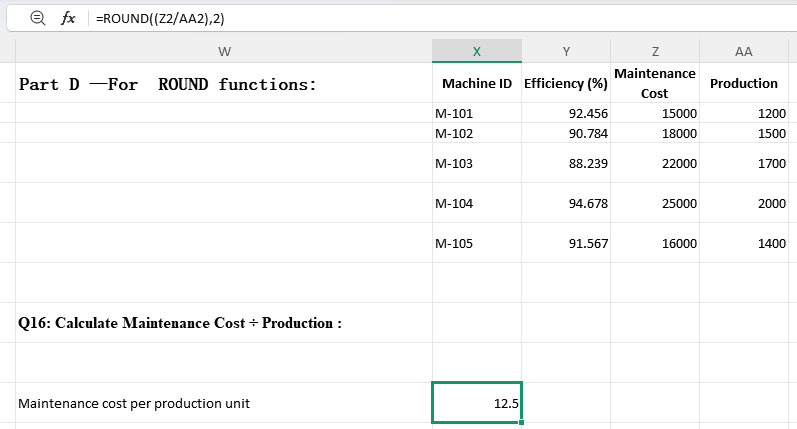 fx =ROUND((Z2/AA2),2)
W X Y Z AA
Part D —For ROUND functions: Machine ID Efficiency (%) Maintenance Cost Production
M-101 92.456 15000 1200
M-102 90.784 18000 1500
M-103 88.239 22000 1700
M-104 94.678 25000 2000
M-105 91.567 16000 1400
Q16: Calculate Maintenance Cost ÷ Production :
Maintenance cost per production unit 12.5